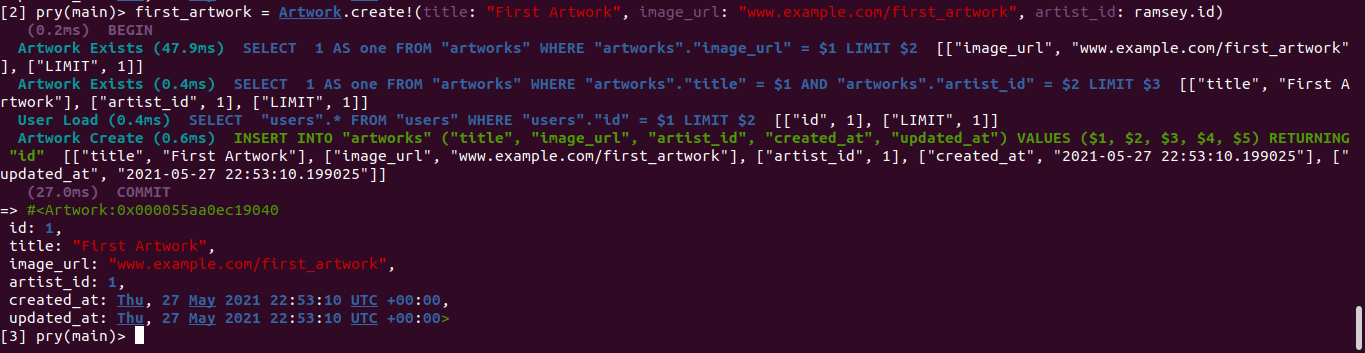 [2] pry(main)> first_artwork = Artwork.create!(title: "First Artwork", image_url: "www.example.com/first_artwork", artist_id: ramsey.id)
(0.2ms)  BEGIN
Artwork Exists (47.9ms)  SELECT  1 AS one FROM "artworks" WHERE "artworks"."image_url" = $1 LIMIT $2  [["image_url", "www.example.com/first_artwork"
], ["LIMIT", 1]]
Artwork Exists (0.4ms)  SELECT  1 AS one FROM "artworks" WHERE "artworks"."title" = $1 AND "artworks"."artist_id" = $2 LIMIT $3  [["title", "First A
rtwork"], ["artist_id", 1], ["LIMIT", 1]]
User Load (0.4ms)  SELECT  "users".* FROM "users" WHERE "users"."id" = $1 LIMIT $2  [["id", 1], ["LIMIT", 1]]
Artwork Create (0.6ms)  INSERT INTO "artworks" ("title", "image_url", "artist_id", "created_at", "updated_at") VALUES ($1, $2, $3, $4, $5) RETURNING
"id"  [["title", "First Artwork"], ["image_url", "www.example.com/first_artwork"], ["artist_id", 1], ["created_at", "2021-05-27 22:53:10.199025"], ["
updated_at", "2021-05-27 22:53:10.199025"]]
(27.0ms)  COMMIT
=> #<Artwork:0x000055aa0ec19040
id: 1,
title: "First Artwork",
image_url: "www.example.com/first_artwork",
artist_id: 1,
created_at: Thu, 27 May 2021 22:53:10 UTC +00:00,
updated_at: Thu, 27 May 2021 22:53:10 UTC +00:00>
[3] pry(main)>